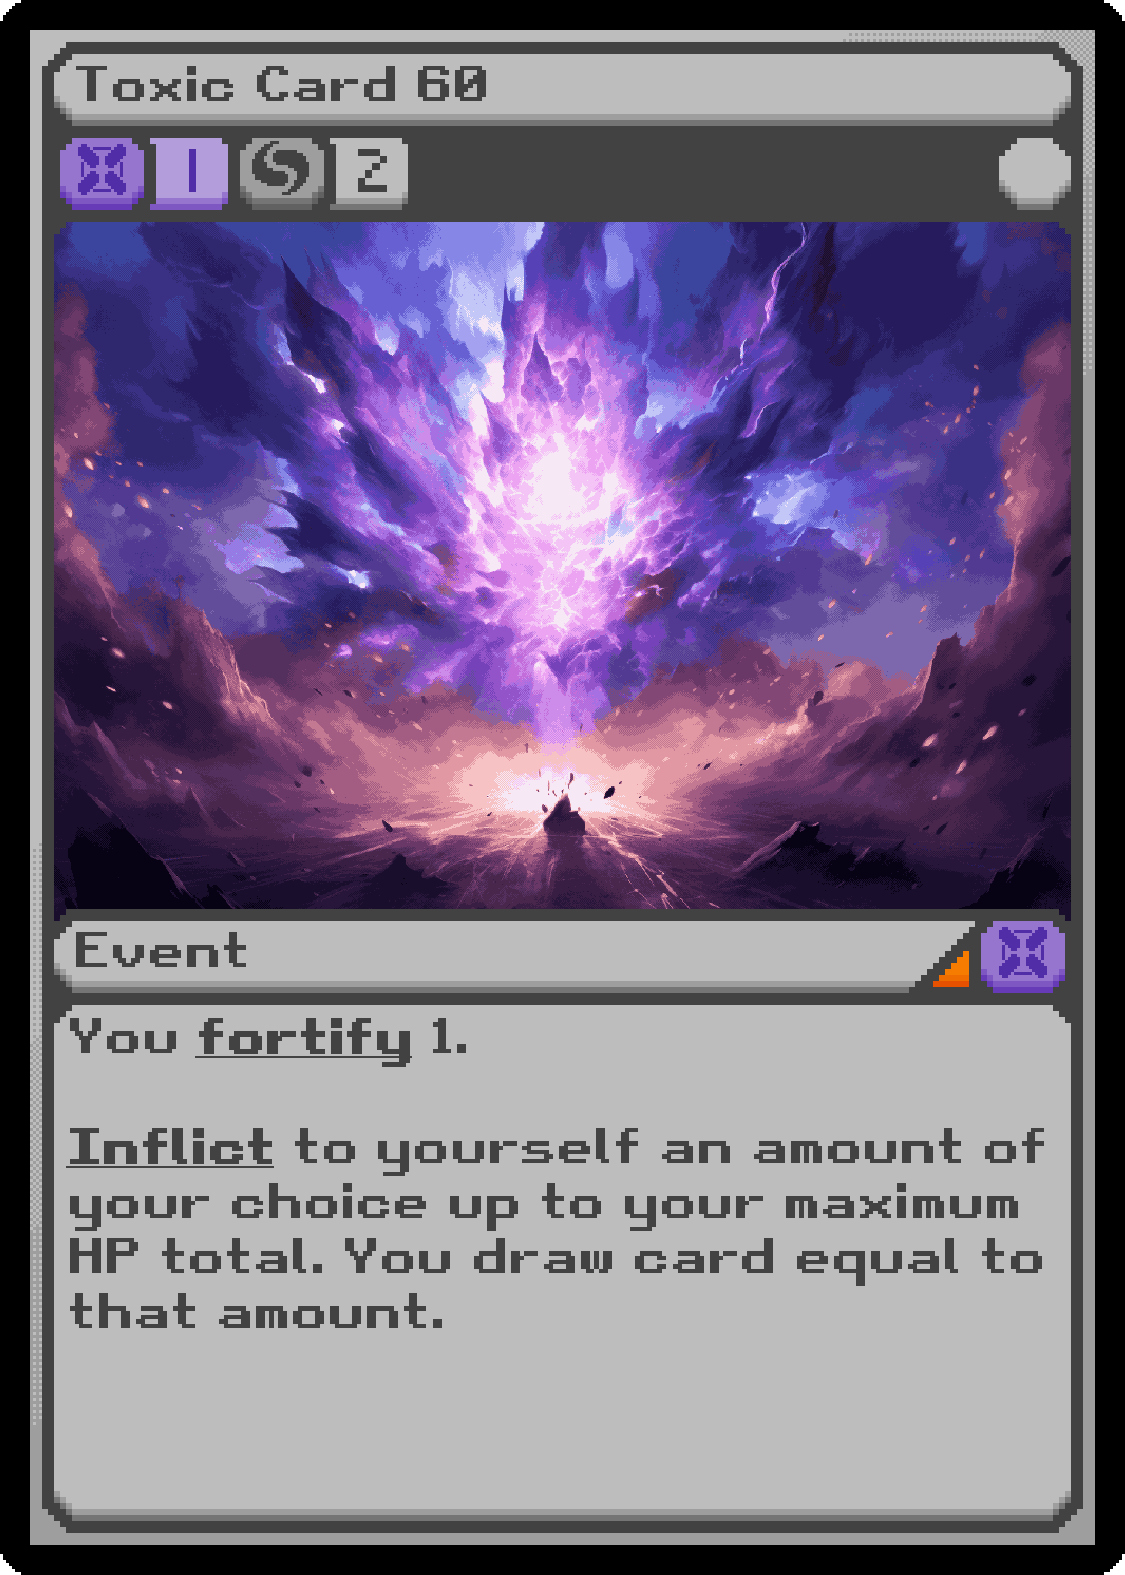 Toxic Card 60
1 2
Event
You fortify 1.
Inflict to yourself an amount of
your choice up to your maximum
HP total. You draw card equal to
that amount.